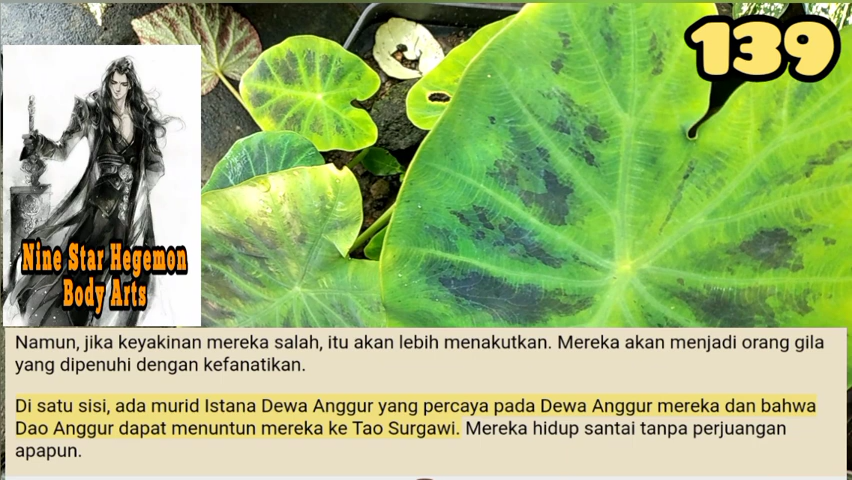 139
Nine Star Hegemon
Body Arts
Namun, jika keyakinan mereka salah, itu akan lebih menakutkan. Mereka akan menjadi orang gila
yang dipenuhi dengan kefanatikan.
Di satu sisi, ada murid Istana Dewa Anggur yang percaya pada Dewa Anggur mereka dan bahwa
Dao Anggur dapat menuntun mereka ke Tao Surgawi. Mereka hidup santai tanpa perjuangan
apapun.